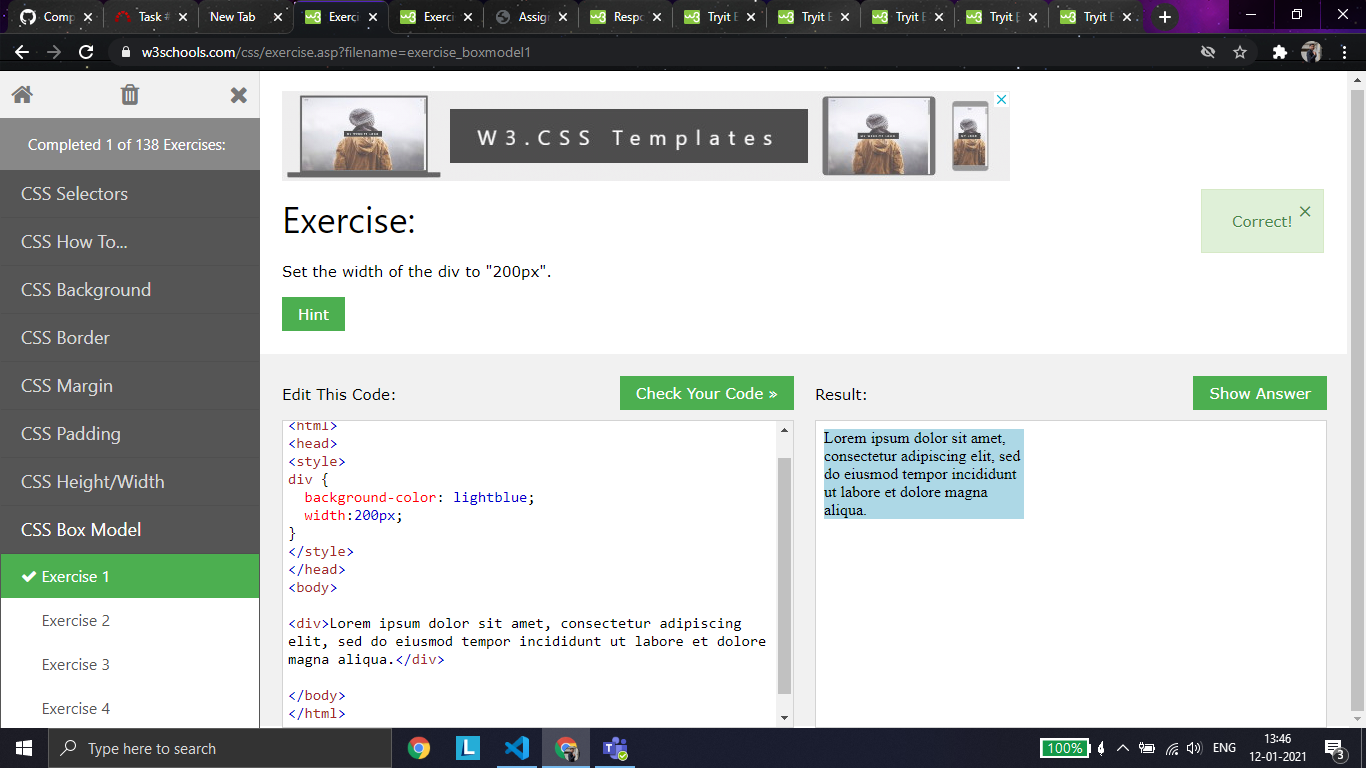 Comp
Task #
New Tab
Exerci
Exerci
Assig
Respo
Tryit E
Tryit E
Tryit E
Tryit E
Tryit E
w3schools.com/css/exercise.asp?filename=exercise_boxmodel1
Completed 1 of 138 Exercises:
CSS Selectors
CSS How To...
CSS Background
CSS Border
CSS Margin
CSS Padding
CSS Height/Width
CSS Box Model
Exercise 1
Exercise 2
Exercise 3
Exercise 4
W3.CSS Templates
Exercise:
Correct!
Set the width of the div to "200px".
Hint
Edit This Code:
Check Your Code »
<html>
<head>
<style>
div {
  background-color: lightblue;
  width:200px;
}
</style>
</head>
<body>
<div>Lorem ipsum dolor sit amet, consectetur adipiscing
elit, sed do eiusmod tempor incididunt ut labore et dolore
magna aliqua.</div>
</body>
</html>
Result:
Show Answer
Lorem ipsum dolor sit amet,
consectetur adipiscing elit, sed
do eiusmod tempor incididunt
ut labore et dolore magna
aliqua.
Type here to search
L
100%
ENG
13:46
12-01-2021
3